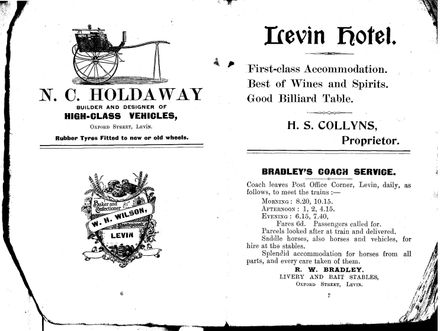 N. C. HOLDAWAY
BUILDER AND DESIGNER OF
HIGH-CLASS VEHICLES,
OXFORD STREET, LEVIN.
Rubber Tyres Fitted to new or old wheels.
Baker and
Confectioner
W. H. WILSON,
LEVIN
6
Levin Hotel.
First-class Accommodation.
Best of Wines and Spirits.
Good Billiard Table.
H. S. COLLYNS,
Proprietor.
BRADLEY'S COACH SERVICE.
Coach leaves Post Office Corner, Levin, daily, as
follows, to meet the trains :—
MORNING : 8.20, 10.15.
AFTERNOON : 1, 2, 4.15.
EVENING : 6.15, 7.40.
Fares 6d. Passengers called for.
Parcels looked after at train and delivered.
Saddle horses, also horses and vehicles, for
hire at the stables.
Splendid accommodation for horses from all
parts, and every care taken of them.
R. W. BRADLEY.
LIVERY AND BAIT STABLES,
OXFORD STREET, LEVIN.
7